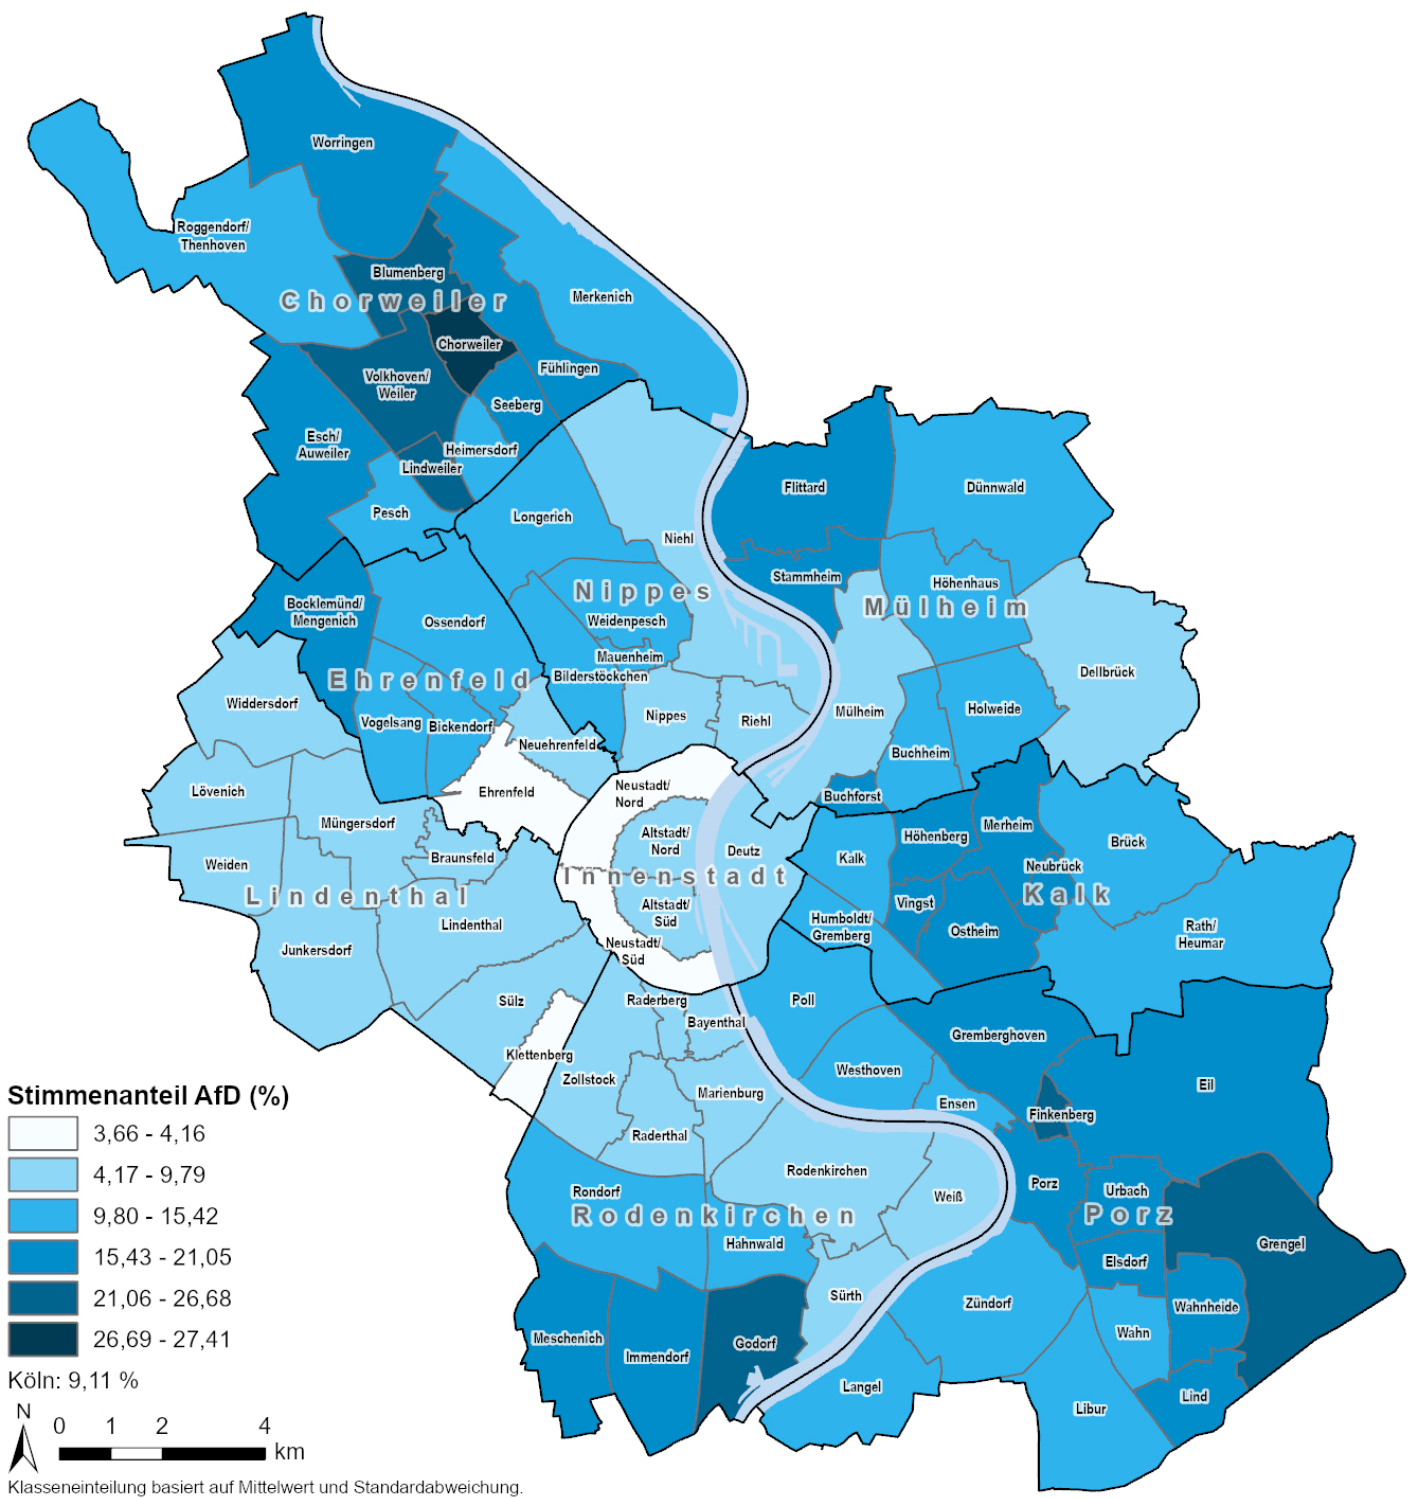 Worringen
Roggendorf/
Thenhoven
Blumenberg
Chorweiler
Merkenich
Chorweiler
Fühlingen
Volkhoven/
Weiler
Seeberg
Esch/
Auweiler
Heimersdorf
Lindweiler
Pesch
Longerich
Niehl
Flittard
Dünnwald
Stammheim
Höhenhaus
Mülheim
Nippes
Weidenpesch
Bocklemünd/
Mengenich
Ossendorf
Mauenheim
Bilderstöckchen
Ehrenfeld
Dellbrück
Widdersdorf
Vogelsang
Bickendorf
Nippes
Riehl
Mülheim
Holweide
Neuehrenfeld
Buchheim
Lövenich
Ehrenfeld
Neustadt/
Nord
Buchforst
Müngersdorf
Altstadt/
Nord
Deutz
Höhenberg
Merheim
Brück
Weiden
Braunsfeld
Kalk
Neubrück
Innenstadt
Lindenthal
Kalk
Altstadt/
Süd
Vingst
Lindenthal
Humboldt/
Gremberg
Ostheim
Rath/
Heumar
Junkersdorf
Neustadt/
Süd
Sülz
Raderberg
Poll
Bayenthal
Gremberghoven
Klettenberg
Zollstock
Westhoven
Eil
Marienburg
Ensen
Finkenberg
Raderthal
Rodenkirchen
Porz
Urbach
Rondorf
Weiß
Rodenkirchen
Porz
Hahnwald
Grengel
Elsdorf
Sürth
Zündorf
Wahnheide
Meschenich
Godorf
Wahn
Immendorf
Langel
Lind
Libur
Stimmenanteil AfD (%)
3,66 - 4,16
4,17 - 9,79
9,80 - 15,42
15,43 - 21,05
21,06 - 26,68
26,69 - 27,41
Köln: 9,11 %
N
0 1 2 4
km
Klasseneinteilung basiert auf Mittelwert und Standardabweichung.